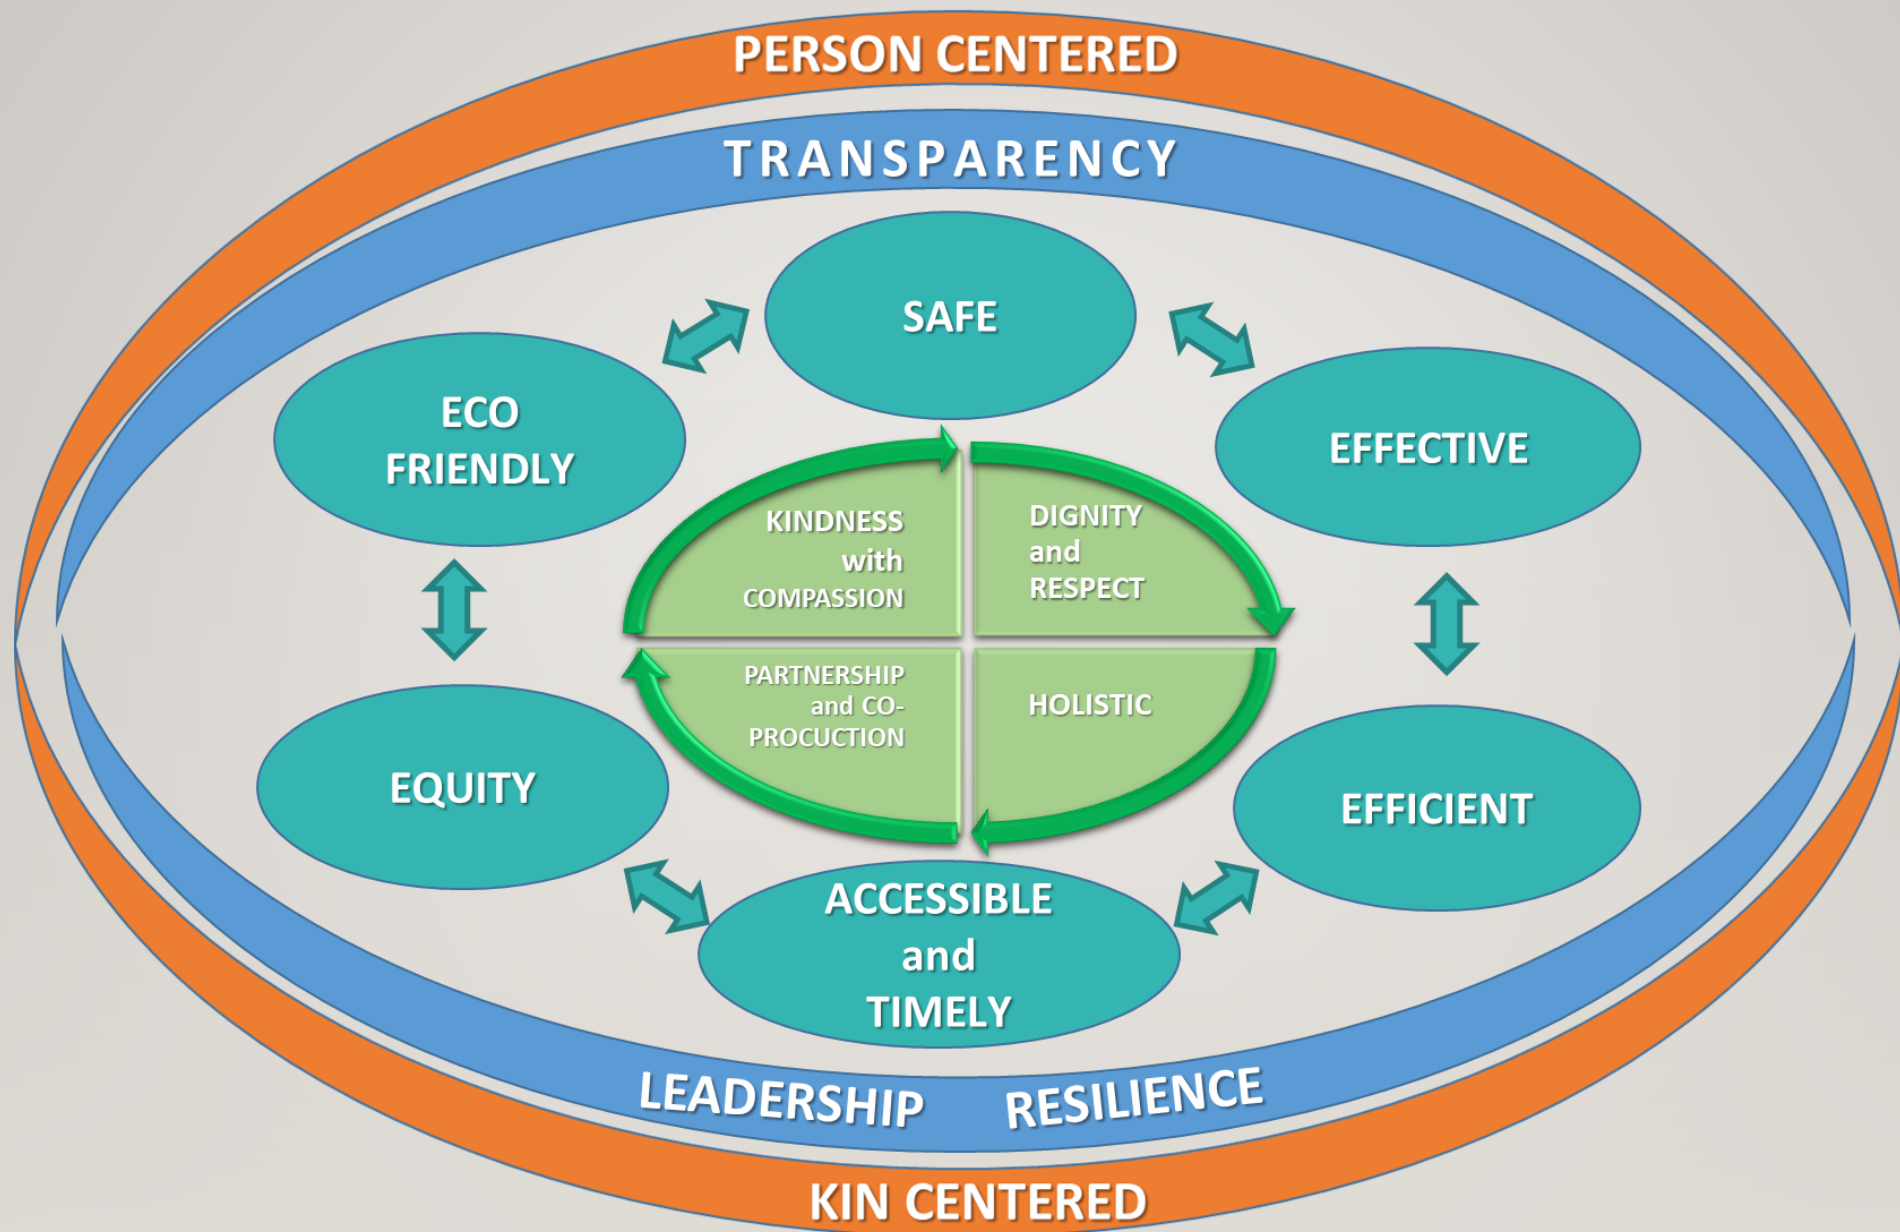 PERSON CENTERED
TRANSPARENCY
SAFE
ECO
FRIENDLY
EFFECTIVE
KINDNESS
with
COMPASSION
DIGNITY
and
RESPECT
PARTNERSHIP
and CO-
PROCUCTION
HOLISTIC
EQUITY
EFFICIENT
ACCESSIBLE
and
TIMELY
LEADERSHIP RESILIENCE
KIN CENTERED